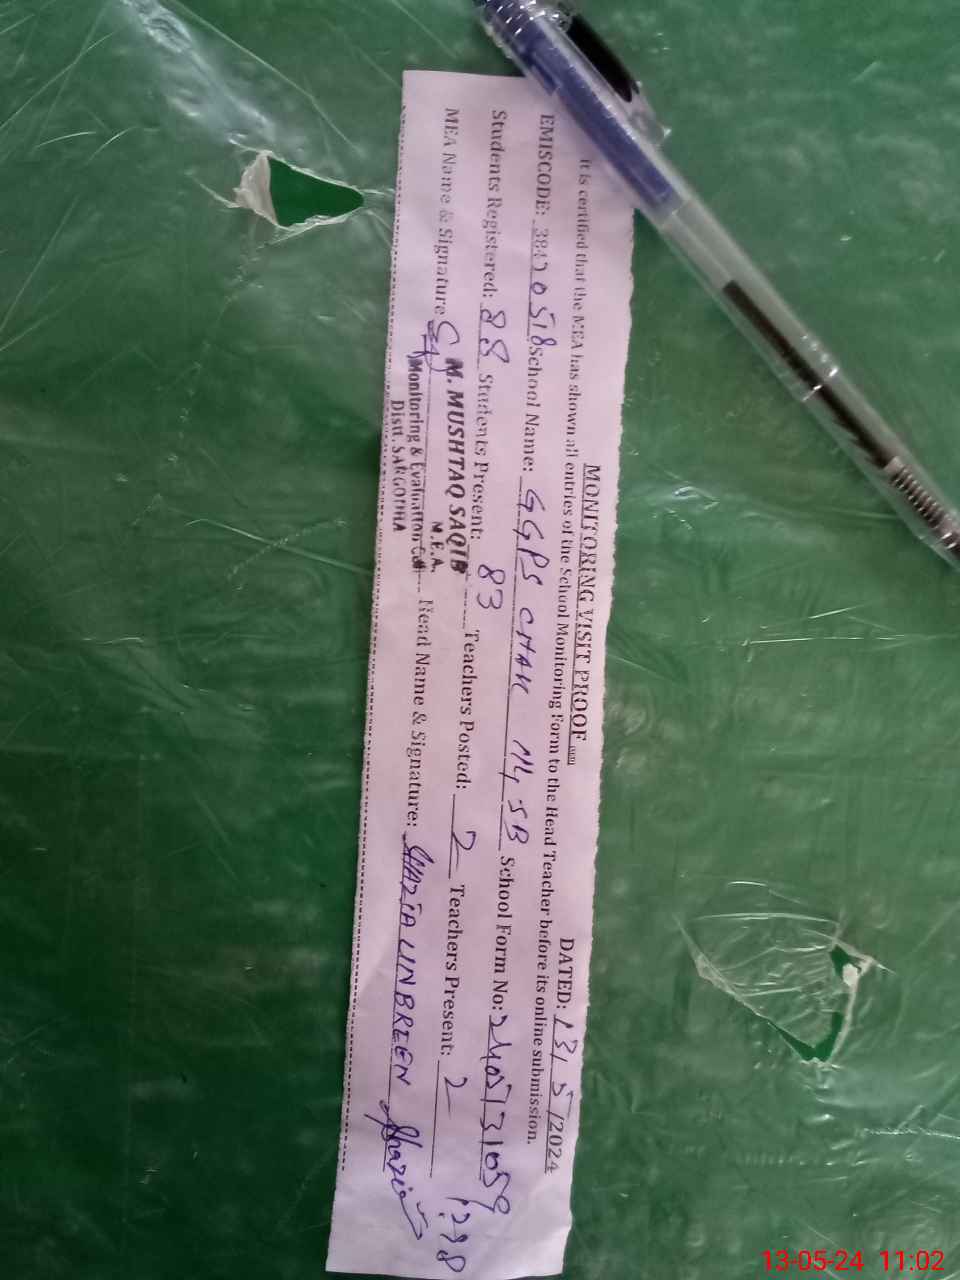 MONITORING VISIT PROOF
DATED: 13/5/2024
it is certified that the MEA has shown all entries of the School Monitoring Form to the Head Teacher before its online submission.
EMISCODE: 38420518 School Name: GGPS CHAK 114 SB School Form No: 2405131059
Students Registered: 88 Students Present: 83 Teachers Posted: 2 Teachers Present: 2
MEA Name & Signature M. MUSHTAQ SAQIB Head Name & Signature: SHAZIA UNBREEN Shazia
M.E.A.
Monitoring & Evaluation Cell
Distt. SARGODHA
13-05-24 11:02